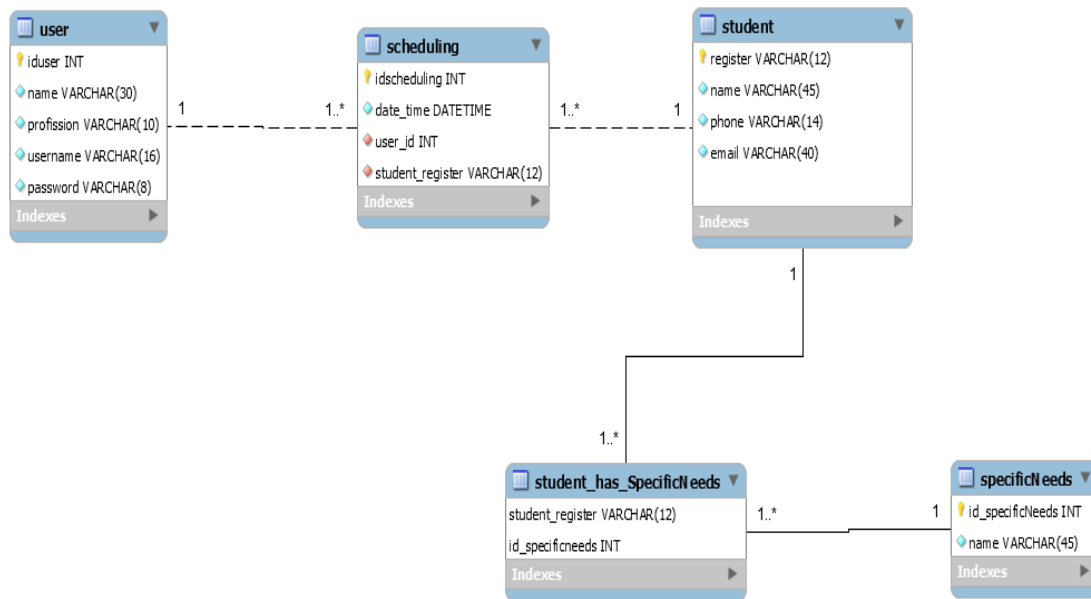 user
iduser INT
name VARCHAR(30)
profission VARCHAR(10)
username VARCHAR(16)
password VARCHAR(8)
Indexes
1
1..*
scheduling
idscheduling INT
date_time DATETIME
user_id INT
student_register VARCHAR(12)
Indexes
1..*
1
student
register VARCHAR(12)
name VARCHAR(45)
phone VARCHAR(14)
email VARCHAR(40)
Indexes
1
1..*
student_has_SpecificNeeds
student_register VARCHAR(12)
id_specificneeds INT
Indexes
1..*
1
specificNeeds
id_specificNeeds INT
name VARCHAR(45)
Indexes